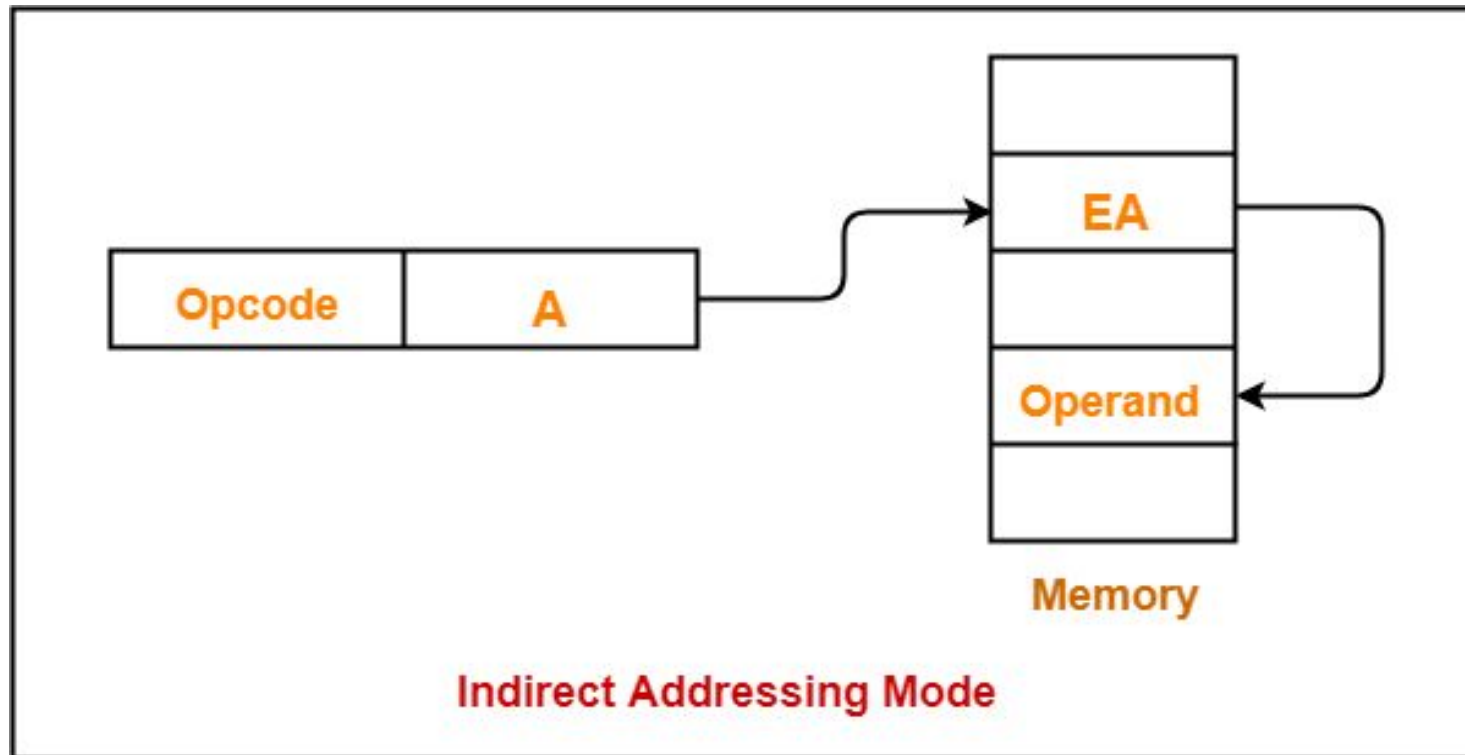 EA
Opcode A
Operand
Memory
Indirect Addressing Mode